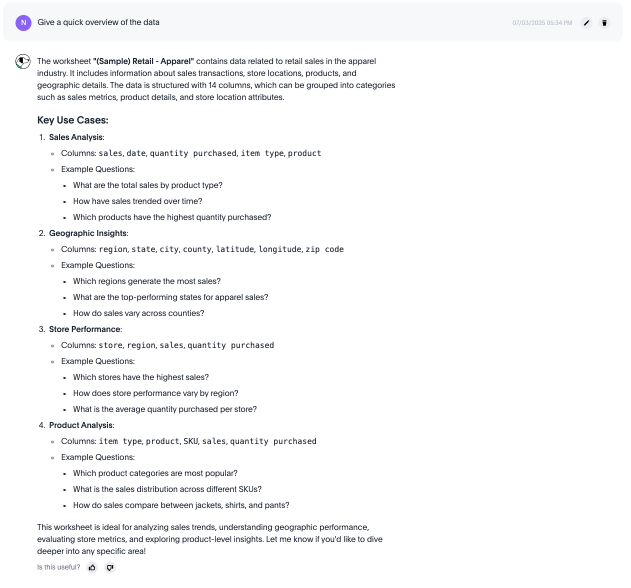 N Give a quick overview of the data 07/03/2025 05:34 PM
The worksheet "(Sample) Retail - Apparel" contains data related to retail sales in the apparel
industry. It includes information about sales transactions, store locations, products, and
geographic details. The data is structured with 14 columns, which can be grouped into categories
such as sales metrics, product details, and store location attributes.
Key Use Cases:
1. Sales Analysis:
Columns: sales, date, quantity purchased, item type, product
Example Questions:
What are the total sales by product type?
How have sales trended over time?
Which products have the highest quantity purchased?
2. Geographic Insights:
Columns: region, state, city, county, latitude, longitude, zip code
Example Questions:
Which regions generate the most sales?
What are the top-performing states for apparel sales?
How do sales vary across counties?
3. Store Performance:
Columns: store, region, sales, quantity purchased
Example Questions:
Which stores have the highest sales?
How does store performance vary by region?
What is the average quantity purchased per store?
4. Product Analysis:
Columns: item type, product, SKU, sales, quantity purchased
Example Questions:
Which product categories are most popular?
What is the sales distribution across different SKUs?
How do sales compare between jackets, shirts, and pants?
This worksheet is ideal for analyzing sales trends, understanding geographic performance,
evaluating store metrics, and exploring product-level insights. Let me know if you'd like to dive
deeper into any specific area!
Is this useful?